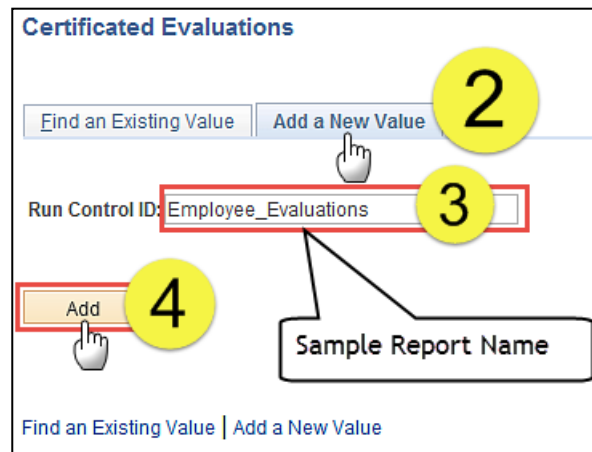 Certificated Evaluations
Find an Existing Value Add a New Value 2
Run Control ID: Employee_Evaluations 3
Add 4
Sample Report Name
Find an Existing Value | Add a New Value